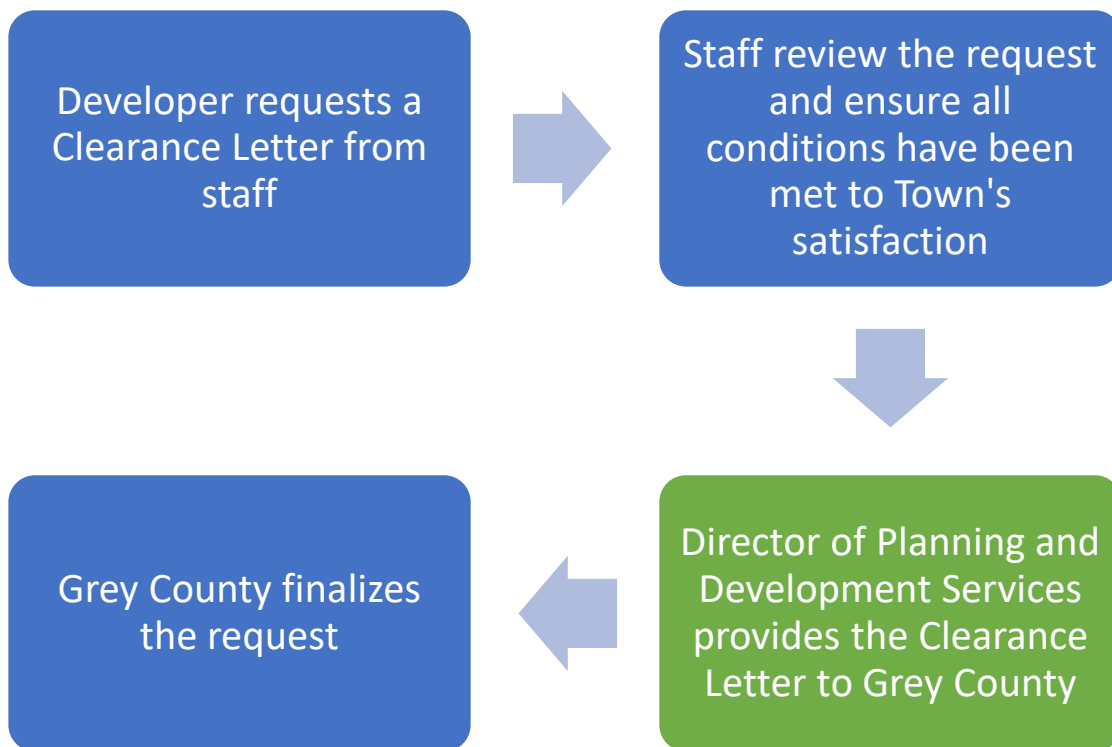 Developer requests a
Clearance Letter from
staff
Staff review the request
and ensure all
conditions have been
met to Town's
satisfaction
Director of Planning and
Development Services
provides the Clearance
Letter to Grey County
Grey County finalizes
the request